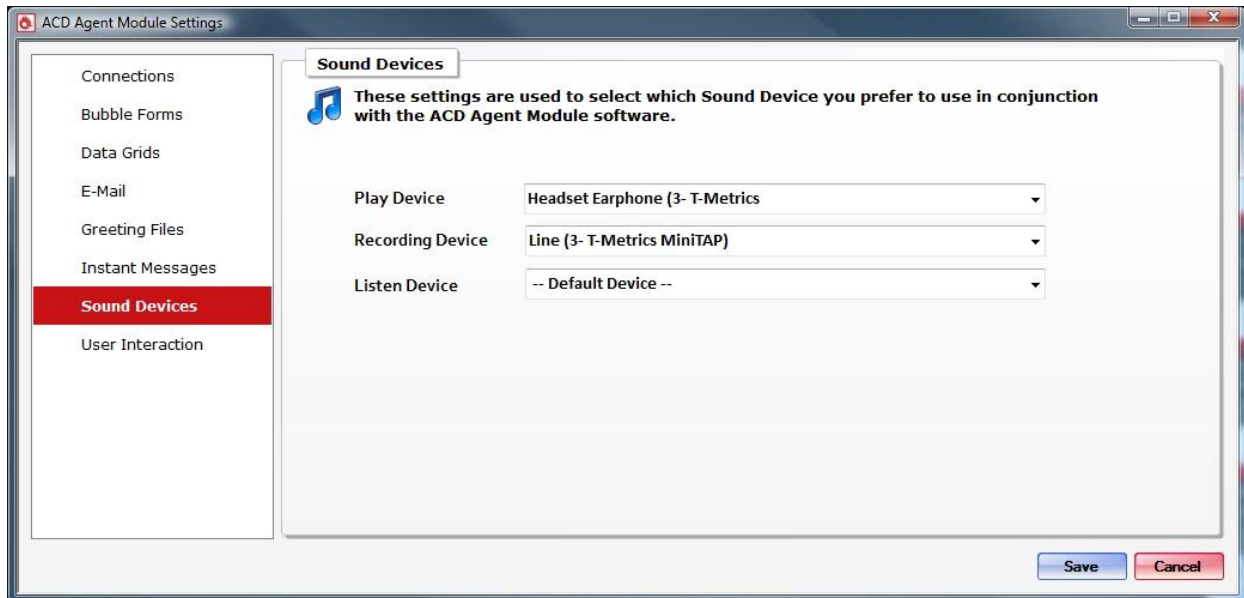 ACD Agent Module Settings
Connections
Bubble Forms
Data Grids
E-Mail
Greeting Files
Instant Messages
Sound Devices
User Interaction
Sound Devices
These settings are used to select which Sound Device you prefer to use in conjunction
with the ACD Agent Module software.
Play Device
Headset Earphone (3- T-Metrics
Recording Device
Line (3- T-Metrics MiniTAP)
Listen Device
-- Default Device --
Save
Cancel